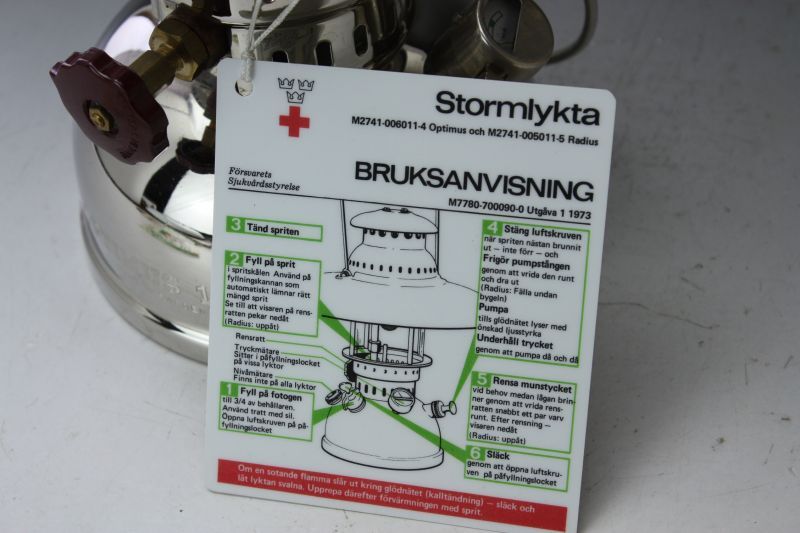 Stormlykta
M2741-006011-4 Optimus och M2741-005011-5 Radius
Försvarets
Sjukvårdsstyrelse
BRUKSANVISNING
M7780-700090-0 Utgåva 1 1973
3 Tänd spriten
2 Fyll på sprit
i spritskålen Använd på
fyllningskannan som
automatiskt lämnar rätt
mängd sprit
Se till att visaren på rens-
ratten pekar nedåt
(Radius: uppåt)
Rensratt
Tryckmätare
Sitter i påfyllningslocket
på vissa lyktor
Nivåmätare
Finns inte på alla lyktor
1 Fyll på fotogen
till 3/4 av behållaren.
Använd tratt med sil.
Öppna luftskruven på på-
fyllningslocket
4 Stäng luftskruven
när spriten nästan brunnit
ut – inte förr – och
Frigör pumpstången
genom att vride den runt
och dra ut
(Radius: Fälla undan
bygeln)
Pumpa
tills glödnätet lyser med
önskad ljusstyrka
Underhåll trycket
genom att pumpa då och då
5 Rensa munstycket
vid behov medan lågan brin-
ner genom att vrida rens-
ratten snabbt ett par varv
runt. Efter rensning –
visaren nedåt
(Radius: uppåt)
6 Släck
genom att öppna luftskru-
ven på påfyllningslocket
Om en sotande flamma slår ut kring glödnätet (kalltändning) – släck och
låt lyktan svalna. Upprepa därefter förvärmningen med sprit.